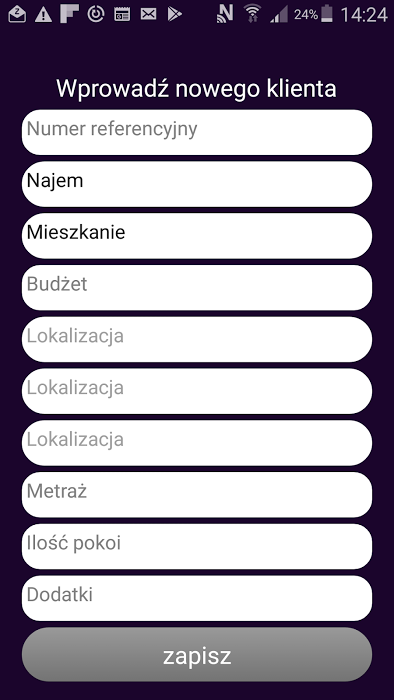 24% 14:24
Wprowadź nowego klienta
Numer referencyjny
Najem
Mieszkanie
Budżet
Lokalizacja
Lokalizacja
Lokalizacja
Metraż
Ilość pokoi
Dodatki
zapisz